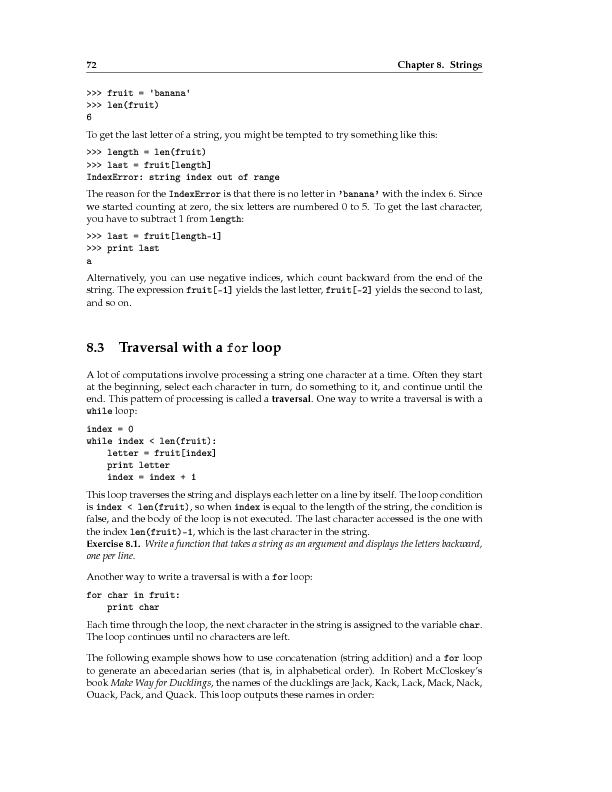 72 Chapter 8. Strings
>>> fruit = 'banana'
>>> len(fruit)
6
To get the last letter of a string, you might be tempted to try something like this:
>>> length = len(fruit)
>>> last = fruit[length]
IndexError: string index out of range
The reason for the IndexError is that there is no letter in 'banana' with the index 6. Since
we started counting at zero, the six letters are numbered 0 to 5. To get the last character,
you have to subtract 1 from length:
>>> last = fruit[length-1]
>>> print last
a
Alternatively, you can use negative indices, which count backward from the end of the
string. The expression fruit[-1] yields the last letter, fruit[-2] yields the second to last,
and so on.
8.3 Traversal with a for loop
A lot of computations involve processing a string one character at a time. Often they start
at the beginning, select each character in turn, do something to it, and continue until the
end. This pattern of processing is called a traversal. One way to write a traversal is with a
while loop:
index = 0
while index < len(fruit):
    letter = fruit[index]
    print letter
    index = index + 1
This loop traverses the string and displays each letter on a line by itself. The loop condition
is index < len(fruit), so when index is equal to the length of the string, the condition is
false, and the body of the loop is not executed. The last character accessed is the one with
the index len(fruit)-1, which is the last character in the string.
Exercise 8.1. Write a function that takes a string as an argument and displays the letters backward,
one per line.
Another way to write a traversal is with a for loop:
for char in fruit:
    print char
Each time through the loop, the next character in the string is assigned to the variable char.
The loop continues until no characters are left.
The following example shows how to use concatenation (string addition) and a for loop
to generate an abecedarian series (that is, in alphabetical order). In Robert McCloskey's
book Make Way for Ducklings, the names of the ducklings are Jack, Kack, Lack, Mack, Nack,
Ouack, Pack, and Quack. This loop outputs these names in order: